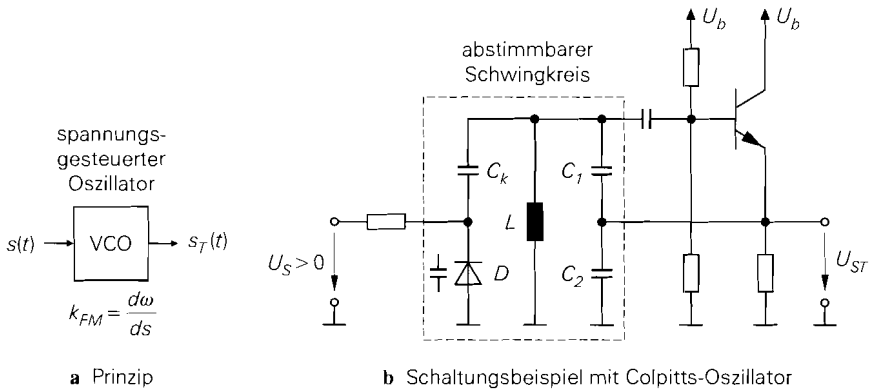 spannungs-
gesteuerter
Oszillator
s(t)
VCO
s_T(t)
k_FM = dω/ds
a Prinzip
abstimmbarer
Schwingkreis
U_b
U_b
C_k
L
C_1
U_S > 0
D
C_2
U_ST
b Schaltungsbeispiel mit Colpitts-Oszillator